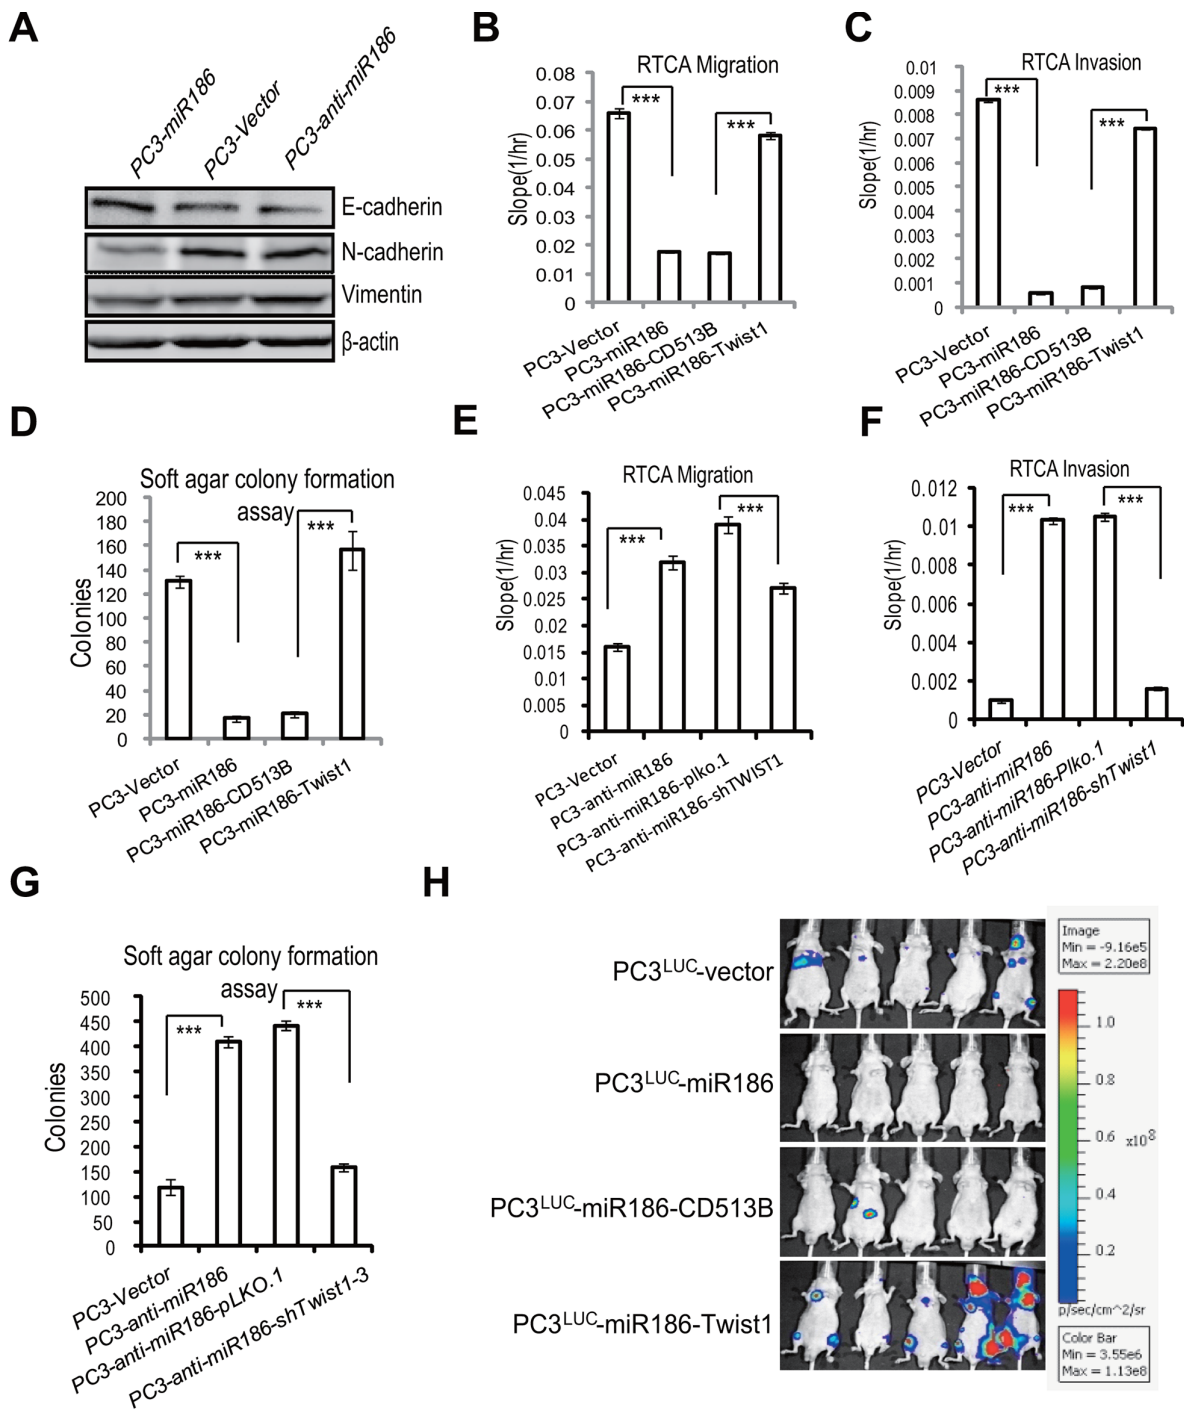 A
PC3-miR186
PC3-Vector
PC3-anti-miR186
E-cadherin
N-cadherin
Vimentin
β-actin
B
RTCA Migration
Slope(1/hr)
0.08
0.07
0.06
0.05
0.04
0.03
0.02
0.01
0
***
***
PC3-Vector
PC3-miR186
PC3-miR186-CD513B
PC3-miR186-Twist1
C
RTCA Invasion
Slope(1/hr)
0.01
0.009
0.008
0.007
0.006
0.005
0.004
0.003
0.002
0.001
0
***
***
PC3-Vector
PC3-miR186
PC3-miR186-CD513B
PC3-miR186-Twist1
D
Soft agar colony formation
assay
Colonies
200
180
160
140
120
100
80
60
40
20
0
***
***
PC3-Vector
PC3-miR186
PC3-miR186-CD513B
PC3-miR186-Twist1
E
RTCA Migration
Slope(1/hr)
0.045
0.04
0.035
0.03
0.025
0.02
0.015
0.01
0.005
0
***
***
PC3-Vector
PC3-anti-miR186
PC3-anti-miR186-plko.1
PC3-anti-miR186-shTWIST1
F
RTCA Invasion
Slope(1/hr)
0.012
0.01
0.008
0.006
0.004
0.002
0
***
***
PC3-Vector
PC3-anti-miR186
PC3-anti-miR186-Plko.1
PC3-anti-miR186-shTwist1
G
Soft agar colony formation
assay
Colonies
500
450
400
350
300
250
200
150
100
50
0
***
***
PC3-Vector
PC3-anti-miR186
PC3-anti-miR186-pLKO.1
PC3-anti-miR186-shTwist1-3
H
PC3LUC-vector
PC3LUC-miR186
PC3LUC-miR186-CD513B
PC3LUC-miR186-Twist1
Image
Min = -9.16e5
Max = 2.20e8
1.0
0.8
0.6
x10⁸
0.4
0.2
p/sec/cm^2/sr
Color Bar
Min = 3.55e6
Max = 1.13e8